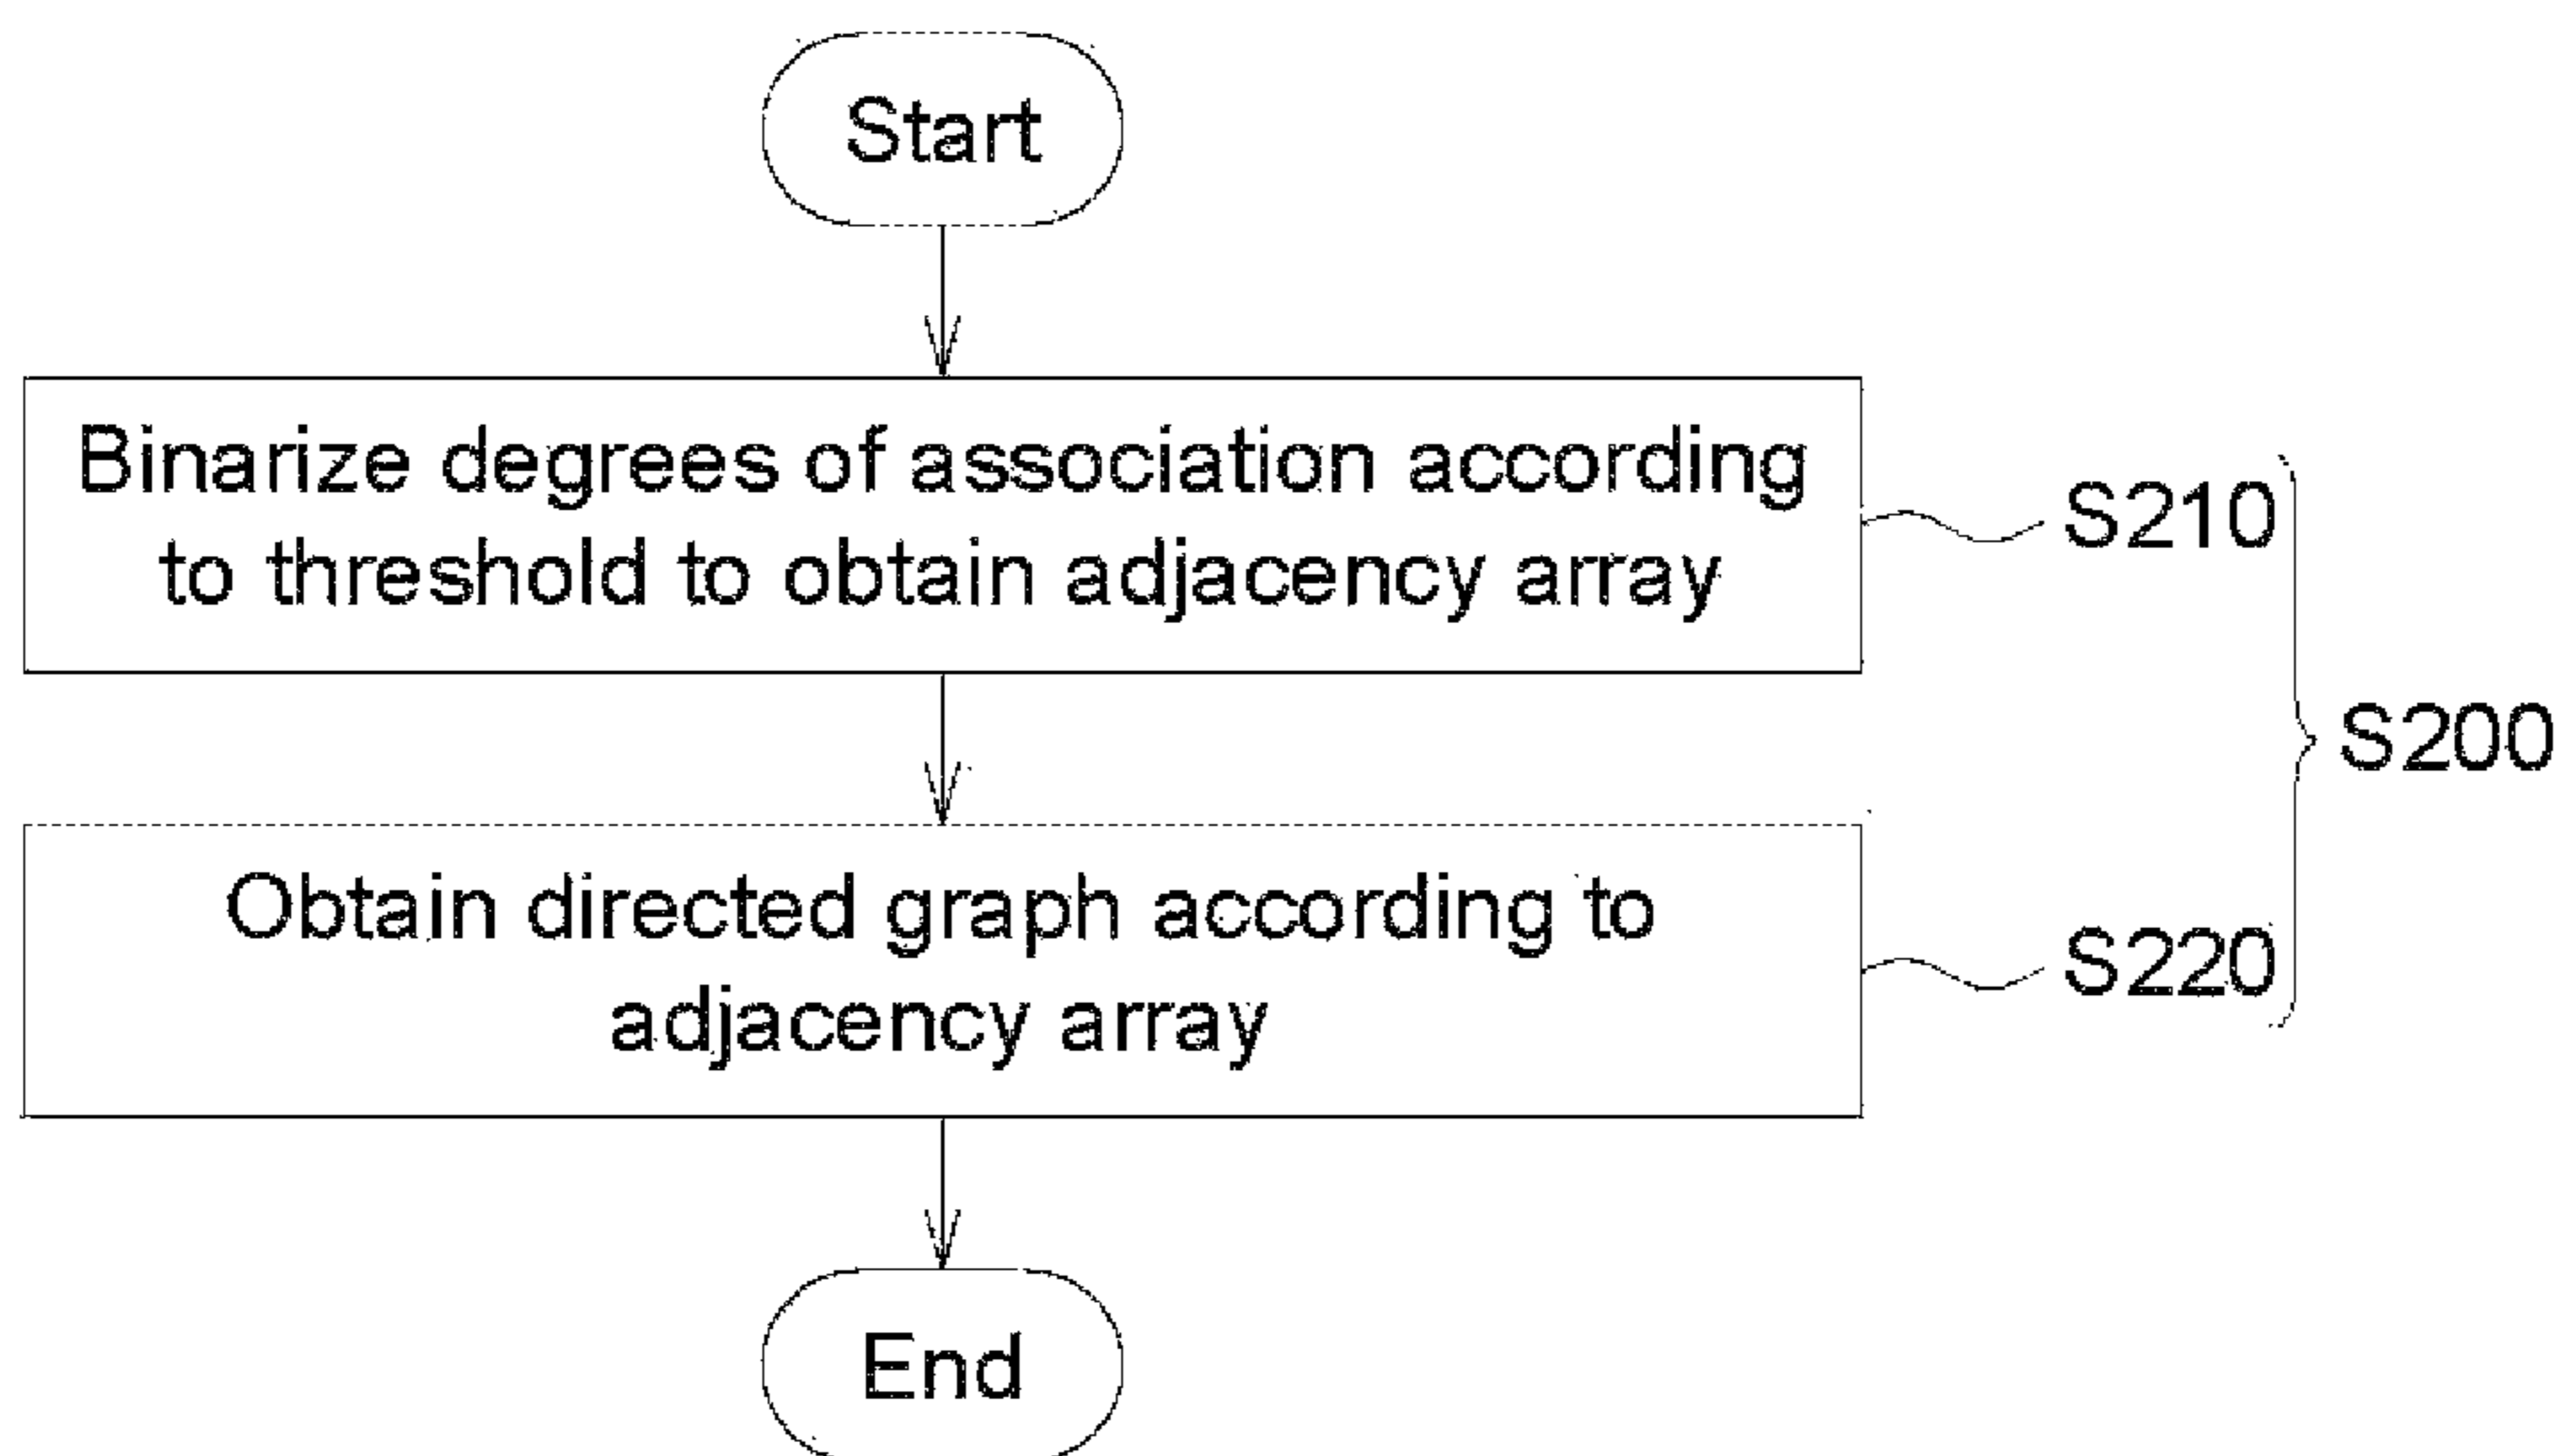 Start
Binarize degrees of association according
to threshold to obtain adjacency array
S210
S200
Obtain directed graph according to
adjacency array
S220
End